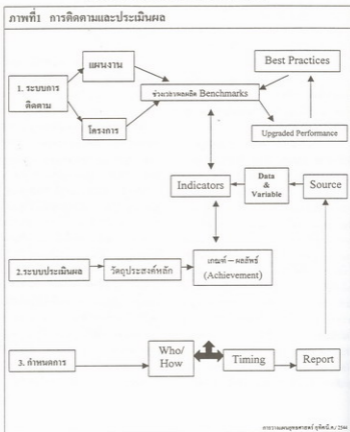 ภาพที่1 การติดตามและประเมินผล
แผนงาน
Best Practices
1. ระบบการ
ติดตาม
Benchmarks
โครงการ
Upgraded Performance
Data
&
Variable
Indicators
Source
2.ระบบประเมินผล
วัตถุประสงค์หลัก
เกณฑ์ – ผลลัพธ์
(Achievement)
3. กำหนดการ
Who/
How
Timing
Report